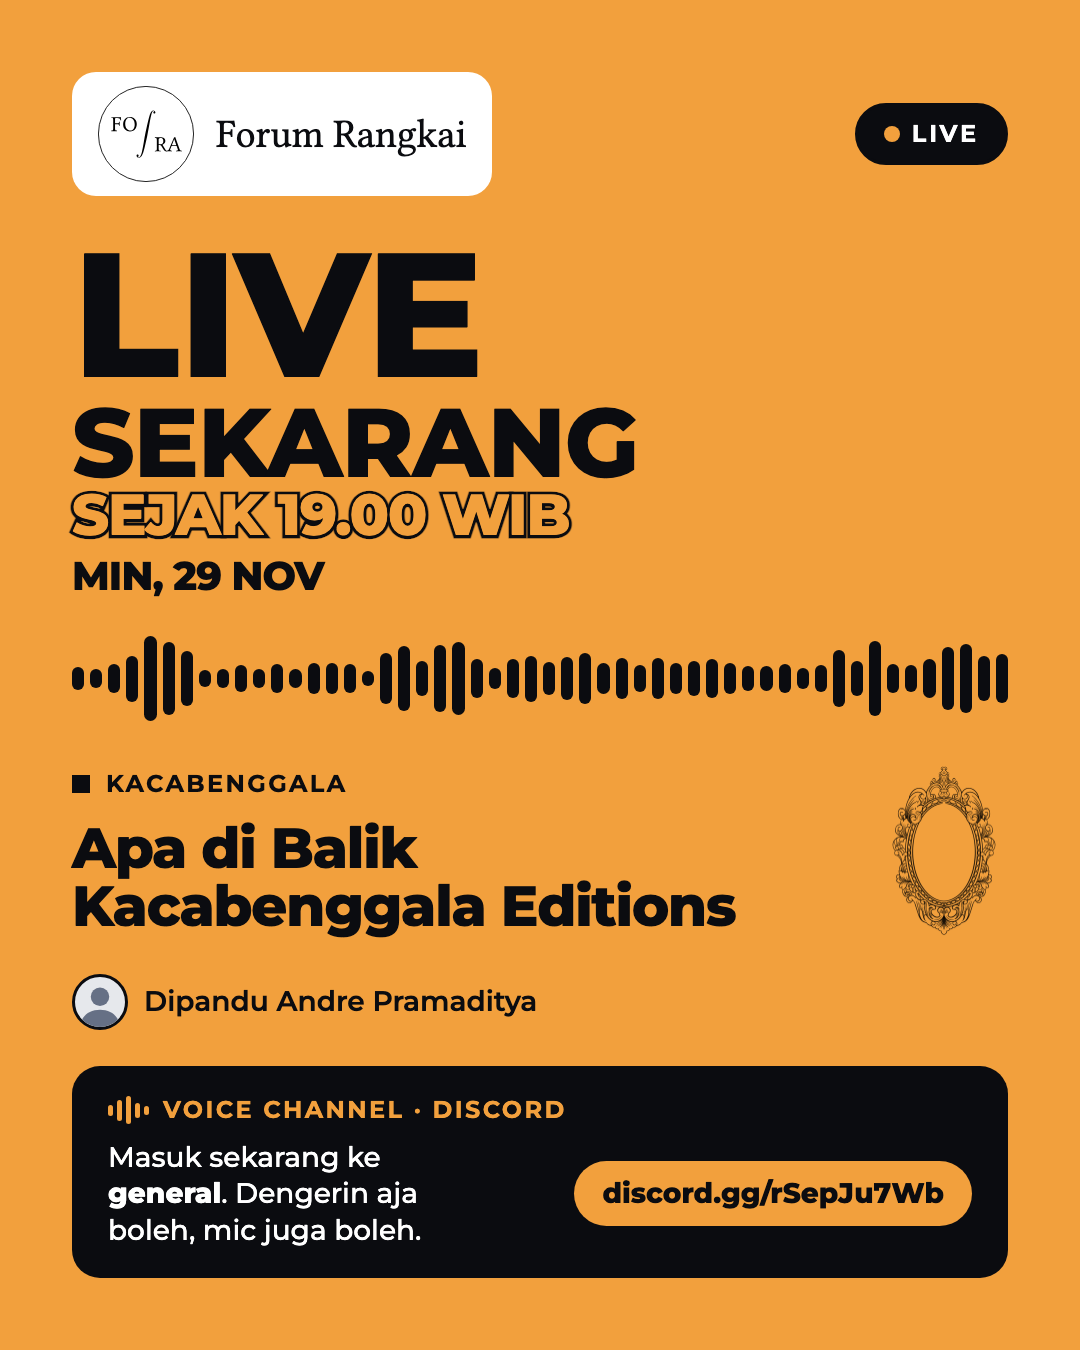 FO
RA
Forum Rangkai
LIVE
LIVE
SEKARANG
SEJAK 19.00 WIB
MIN, 29 NOV
KACABENGGALA
Apa di Balik
Kacabenggala Editions
Dipandu Andre Pramaditya
VOICE CHANNEL · DISCORD
Masuk sekarang ke
general. Dengerin aja
boleh, mic juga boleh.
discord.gg/rSepJu7Wb